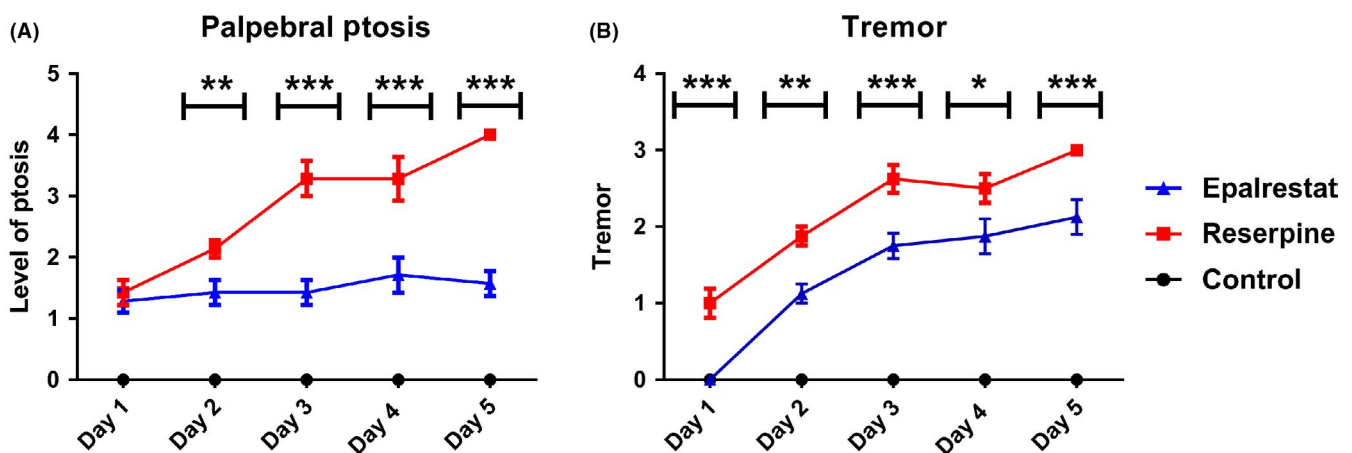 (A)
Palpebral ptosis
** *** *** ***
Level of ptosis
5
4
3
2
1
0
Day 1 Day 2 Day 3 Day 4 Day 5
(B)
Tremor
*** ** *** * ***
Tremor
4
3
2
1
0
Day 1 Day 2 Day 3 Day 4 Day 5
Epalrestat
Reserpine
Control